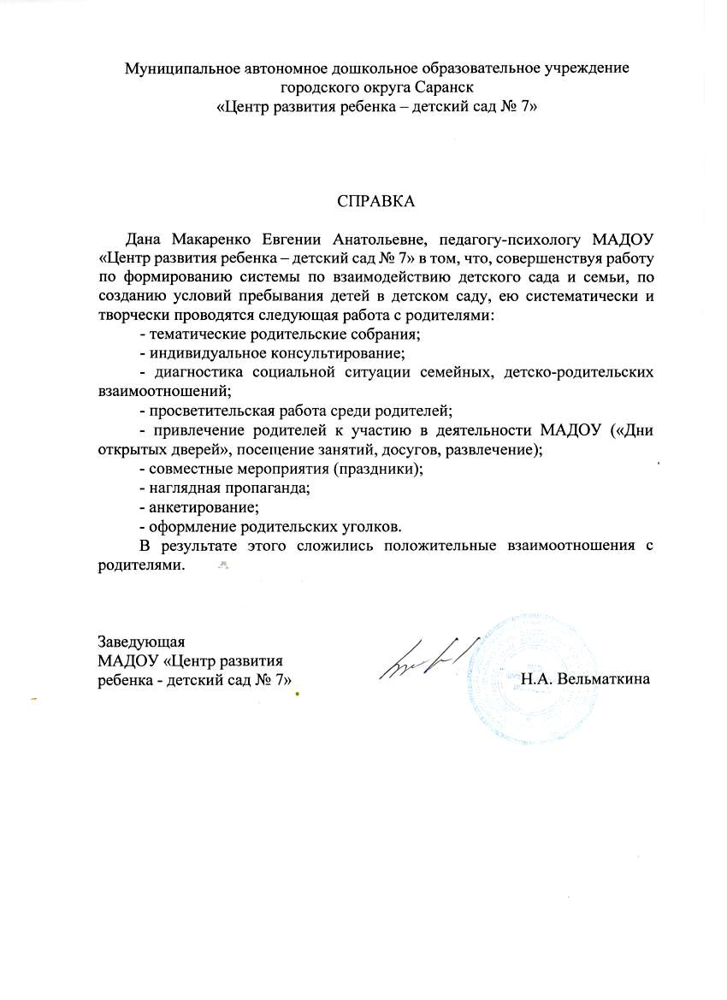 Муниципальное автономное дошкольное образовательное учреждение
городского округа Саранск
«Центр развития ребенка – детский сад № 7»
СПРАВКА
Дана Макаренко Евгении Анатольевне, педагогу-психологу МАДОУ
«Центр развития ребенка – детский сад № 7» в том, что, совершенствуя работу
по формированию системы по взаимодействию детского сада и семьи, по
созданию условий пребывания детей в детском саду, ею систематически и
творчески проводятся следующая работа с родителями:
- тематические родительские собрания;
- индивидуальное консультирование;
- диагностика социальной ситуации семейных, детско-родительских
взаимоотношений;
- просветительская работа среди родителей;
- привлечение родителей к участию в деятельности МАДОУ («Дни
открытых дверей», посещение занятий, досугов, развлечение);
- совместные мероприятия (праздники);
- наглядная пропаганда;
- анкетирование;
- оформление родительских уголков.
В результате этого сложились положительные взаимоотношения с
родителями.
Заведующая
МАДОУ «Центр развития
ребенка - детский сад № 7» Н.А. Вельматкина